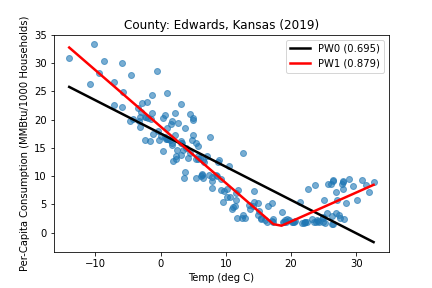 County: Edwards, Kansas (2019)
Per-Capita Consumption (MMBtu/1000 Households)
35
30
25
20
15
10
5
0
PW0 (0.695)
PW1 (0.879)
−10
0
10
20
30
Temp (deg C)